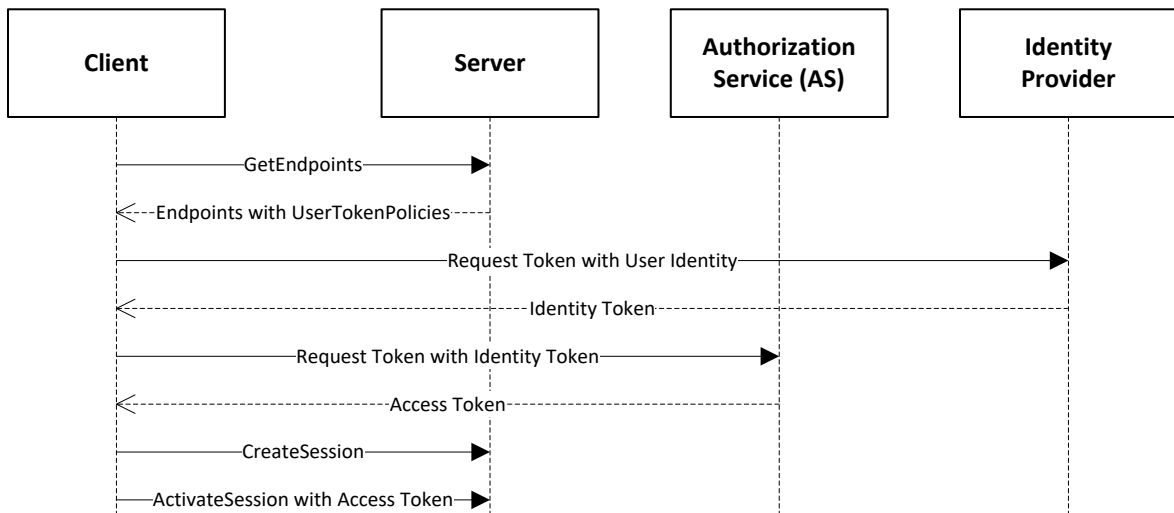 Client
Server
Authorization
Service (AS)
Identity
Provider
GetEndpoints
Endpoints with UserTokenPolicies
Request Token with User Identity
Identity Token
Request Token with Identity Token
Access Token
CreateSession
ActivateSession with Access Token